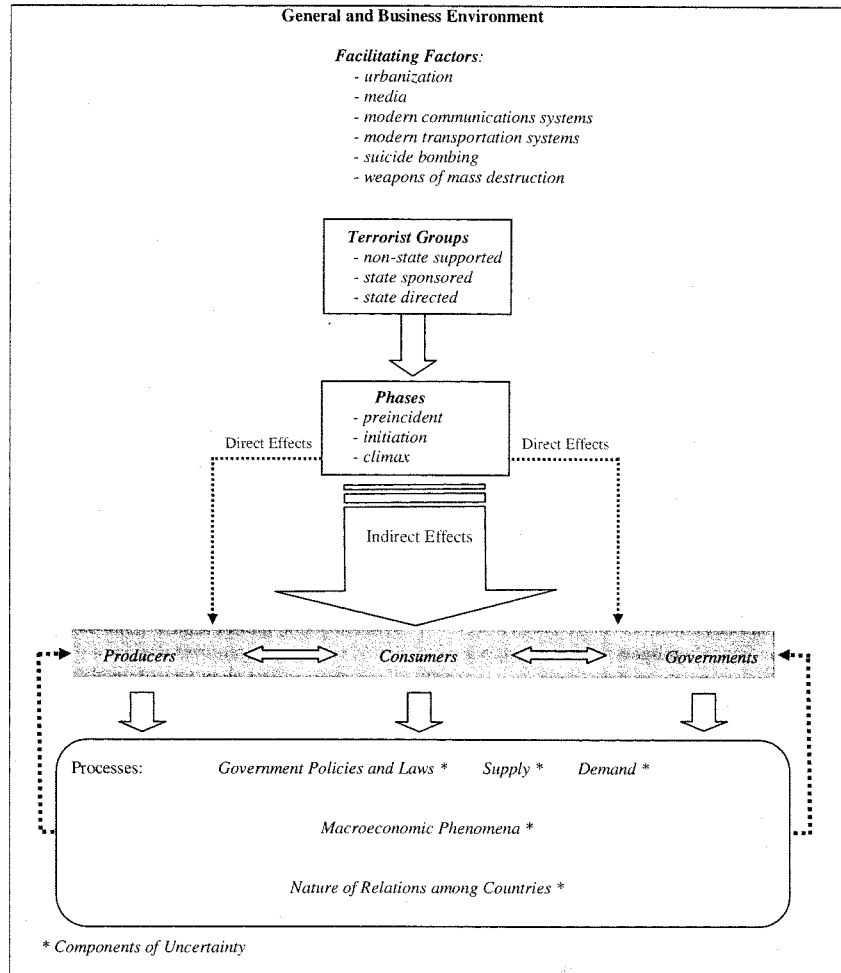 General and Business Environment
Facilitating Factors:
- urbanization
- media
- modern communications systems
- modern transportation systems
- suicide bombing
- weapons of mass destruction
Terrorist Groups
- non-state supported
- state sponsored
- state directed
Phases
- preincident
- initiation
- climax
Direct Effects
Direct Effects
Indirect Effects
Producers Consumers Governments
Processes: Government Policies and Laws * Supply * Demand *
Macroeconomic Phenomena *
Nature of Relations among Countries *
* Components of Uncertainty